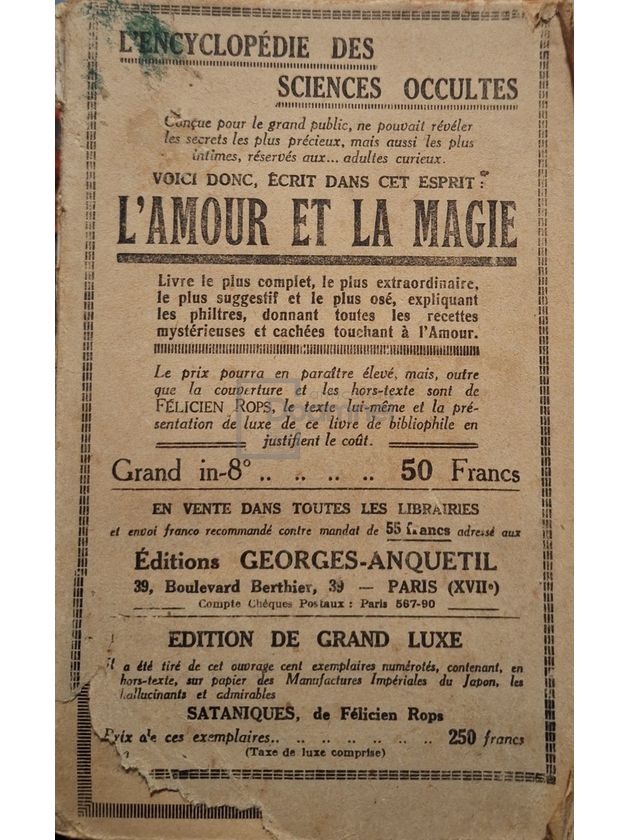 L'ENCYCLOPÉDIE DES
SCIENCES OCCULTES
Conçue pour le grand public, ne pouvait révéler
les secrets les plus précieux, mais aussi les plus
intimes, réservés aux... adultes curieux.
VOICI DONC, ÉCRIT DANS CET ESPRIT :
L'AMOUR ET LA MAGIE
Livre le plus complet, le plus extraordinaire,
le plus suggestif et le plus osé, expliquant
les philtres, donnant toutes les recettes
mystérieuses et cachées touchant à l'Amour.
Le prix pourra en paraître élevé, mais, outre
que la couverture et les hors-texte sont de
FÉLICIEN ROPS, le texte lui-même et la pré-
sentation de luxe de ce livre de bibliophile en
justifient le coût.
Grand in-8° .. .. .. .. .. 50 Francs
EN VENTE DANS TOUTES LES LIBRAIRIES
et envoi franco recommandé contre mandat de 55 francs adressé aux
Éditions GEORGES-ANQUETIL
39, Boulevard Berthier, 39 — PARIS (XVIIe)
Compte Chèques Postaux : Paris 567-90
EDITION DE GRAND LUXE
Il a été tiré de cet ouvrage cent exemplaires numérotés, contenant, en
hors-texte, sur papier des Manufactures Impériales du Japon, les
hallucinants et admirables
SATANIQUES, de Félicien Rops
Prix de ces exemplaires.. .. .. .. .. .. .. 250 francs
(Taxe de luxe comprise)